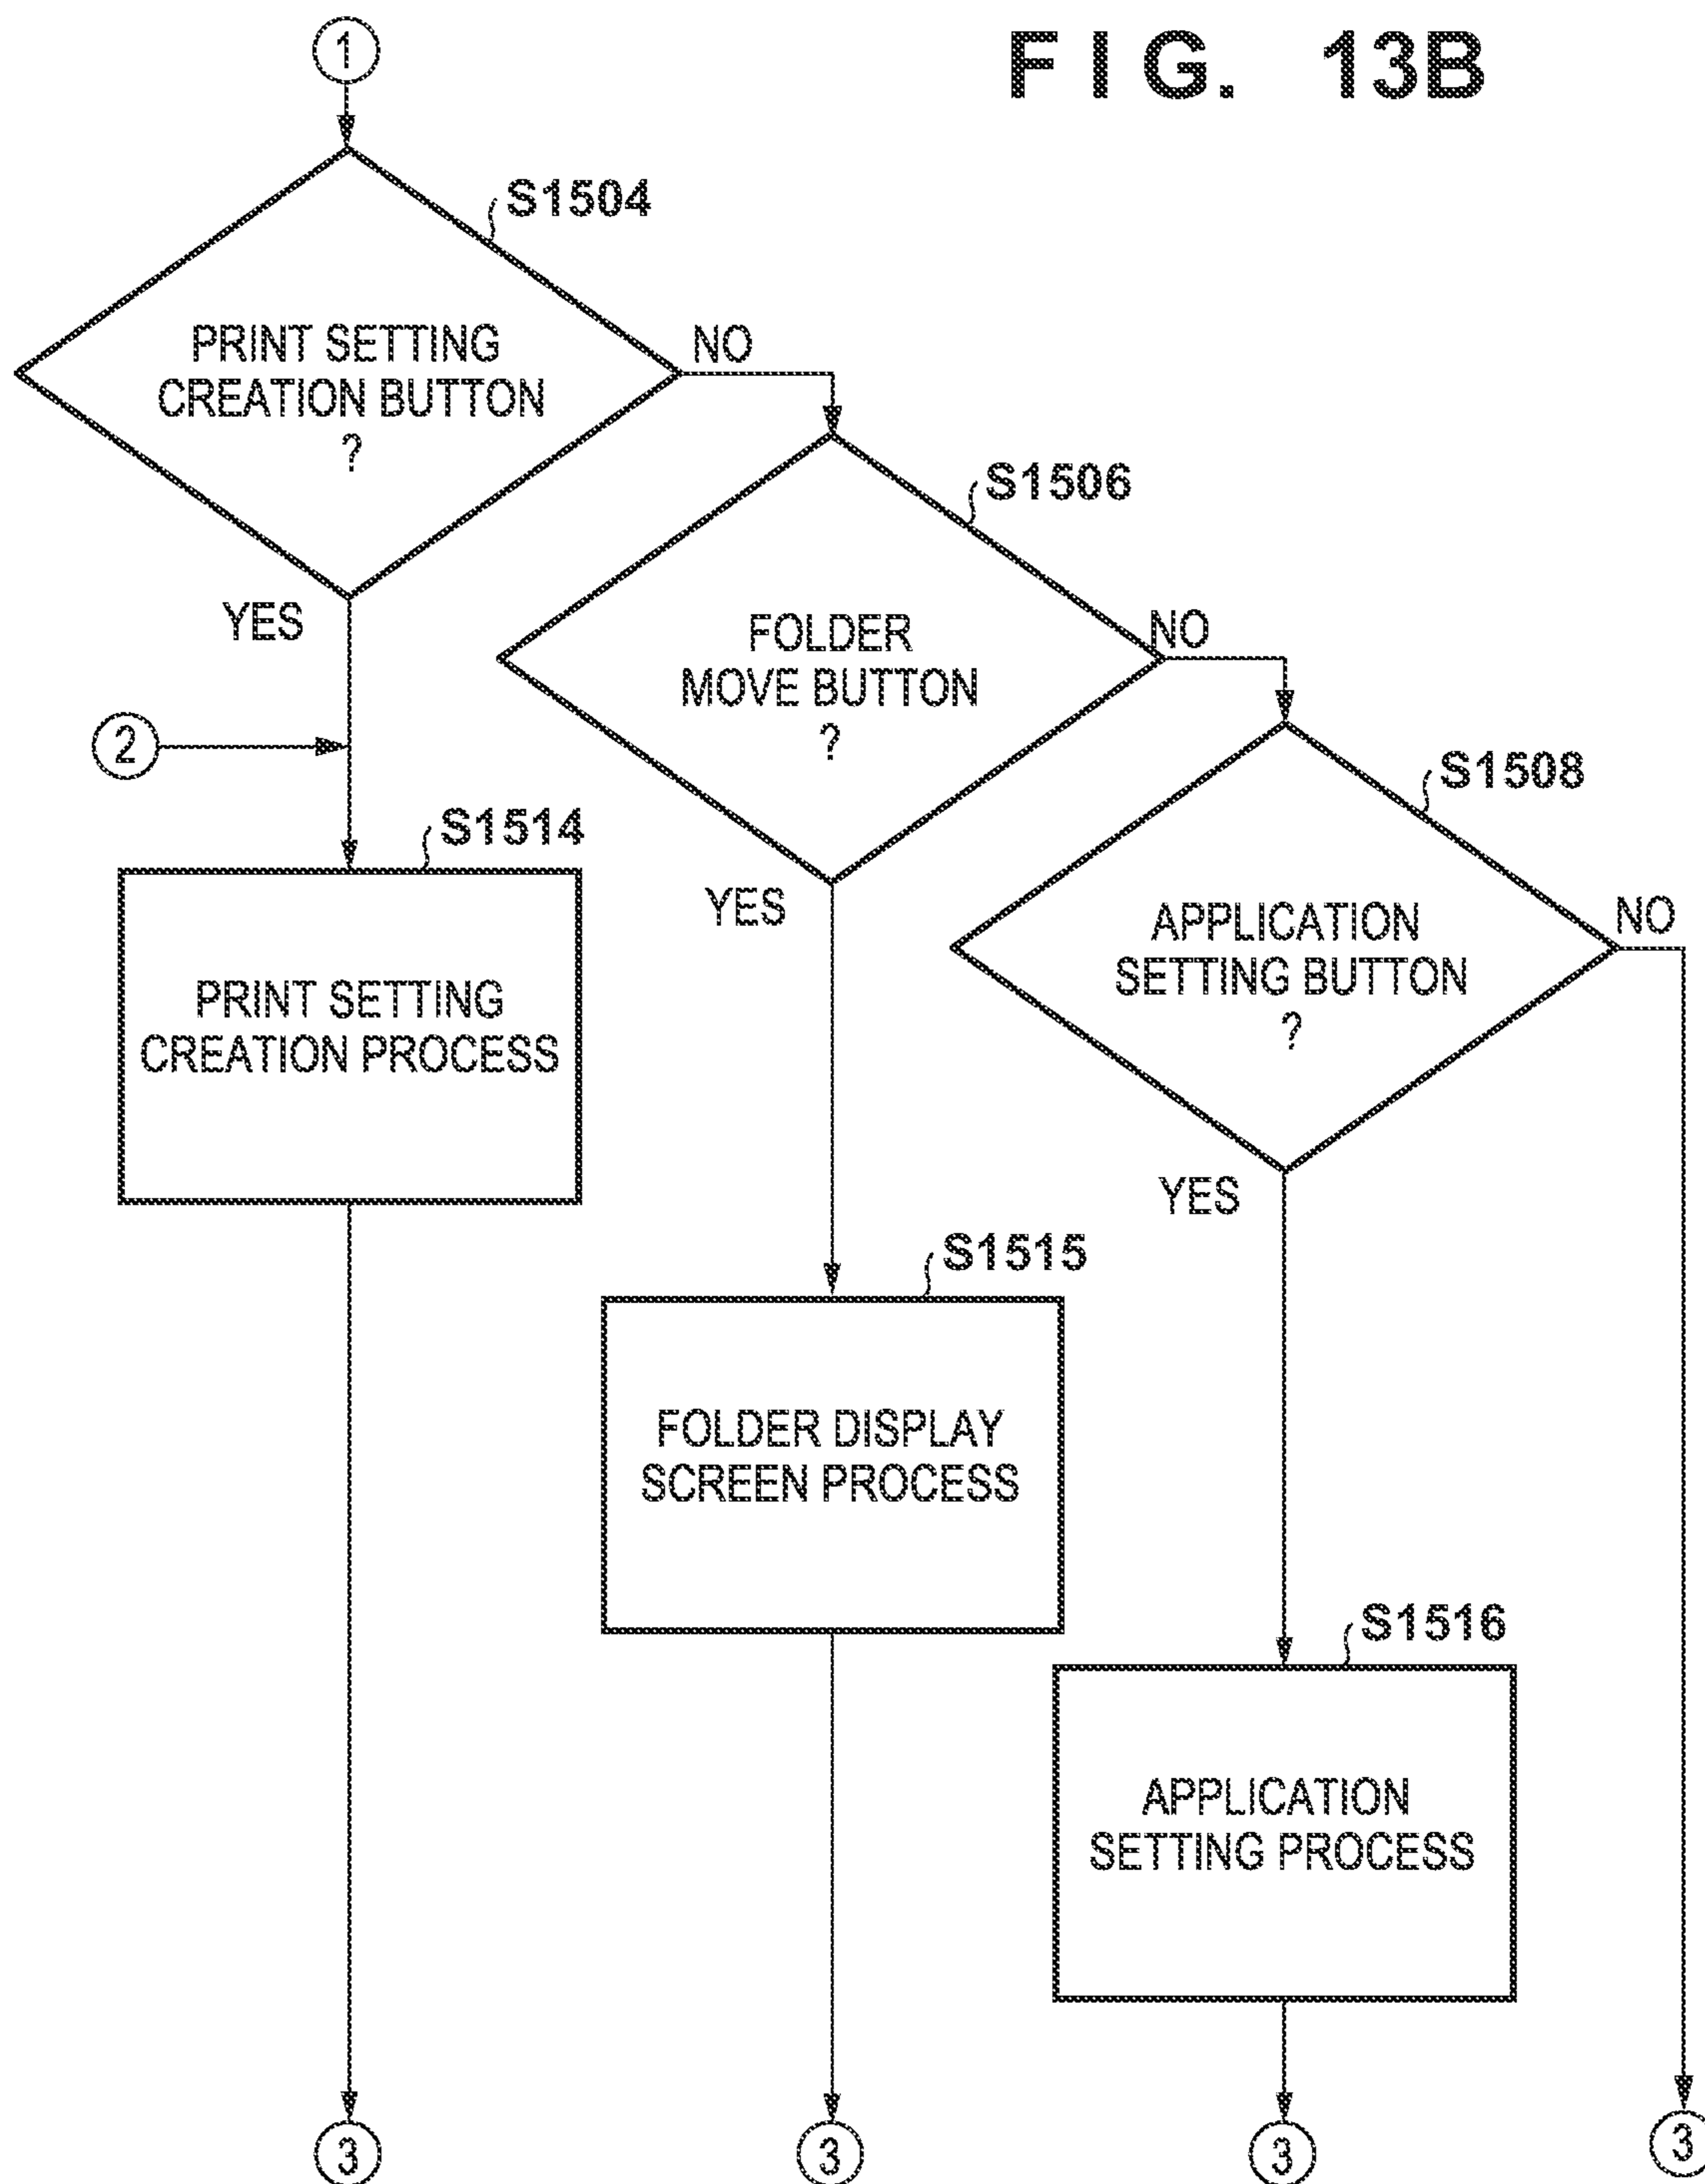 FIG. 13B
1
S1504
PRINT SETTING
CREATION BUTTON
?
NO
YES
S1506
FOLDER
MOVE BUTTON
?
NO
YES
2
S1508
APPLICATION
SETTING BUTTON
?
NO
YES
S1514
PRINT SETTING
CREATION PROCESS
S1515
FOLDER DISPLAY
SCREEN PROCESS
S1516
APPLICATION
SETTING PROCESS
3
3
3
3